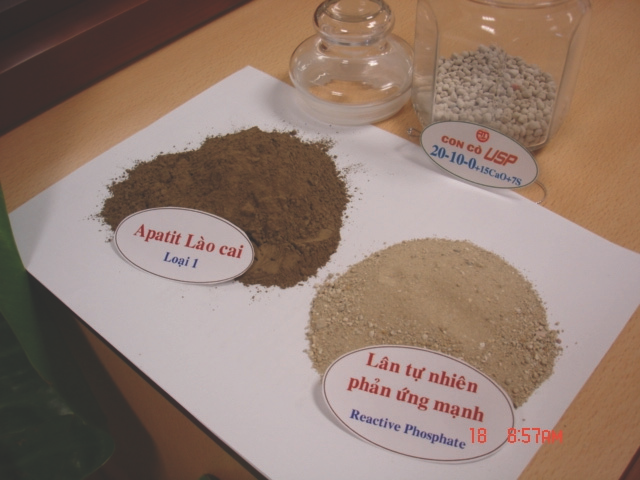 CON CÒ USP
20-10-0+15CaO+7S
Apatit Lào cai
Loại 1
Lân tự nhiên
phản ứng mạnh
Reactive Phosphate
18 8:57AM